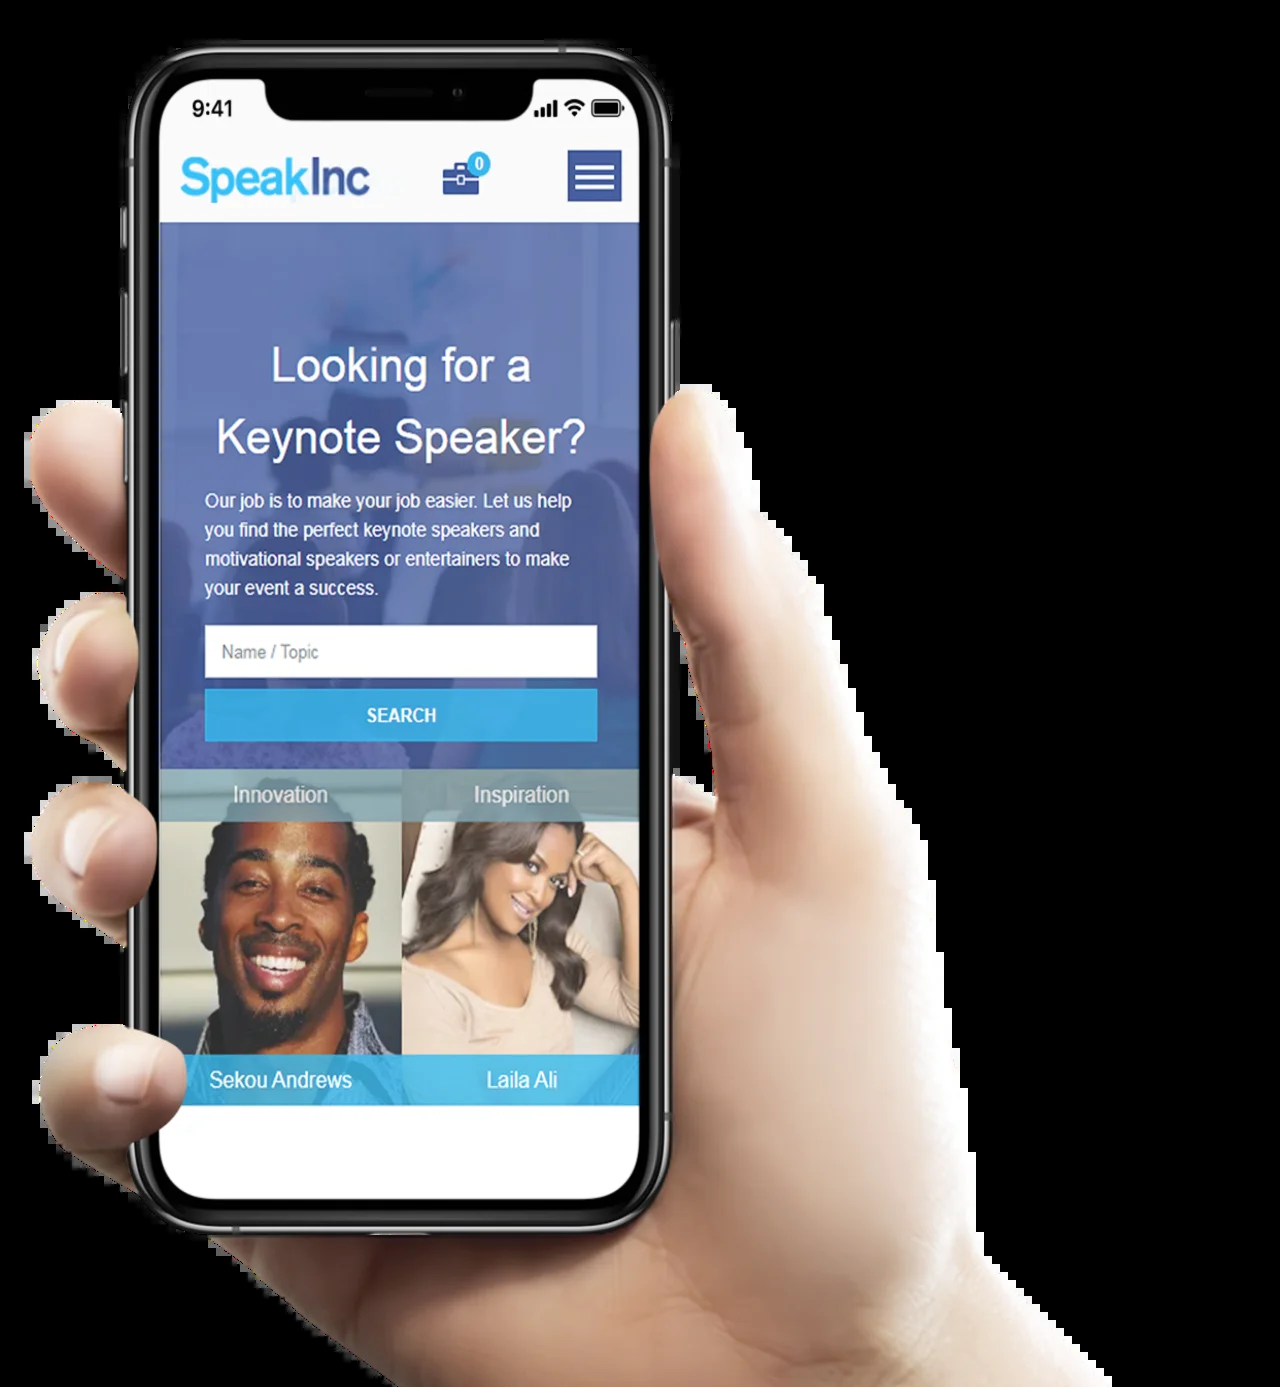 9:41
SpeakInc
0
Looking for a
Keynote Speaker?
Our job is to make your job easier. Let us help
you find the perfect keynote speakers and
motivational speakers or entertainers to make
your event a success.
Name / Topic
SEARCH
Innovation
Inspiration
Sekou Andrews
Laila Ali